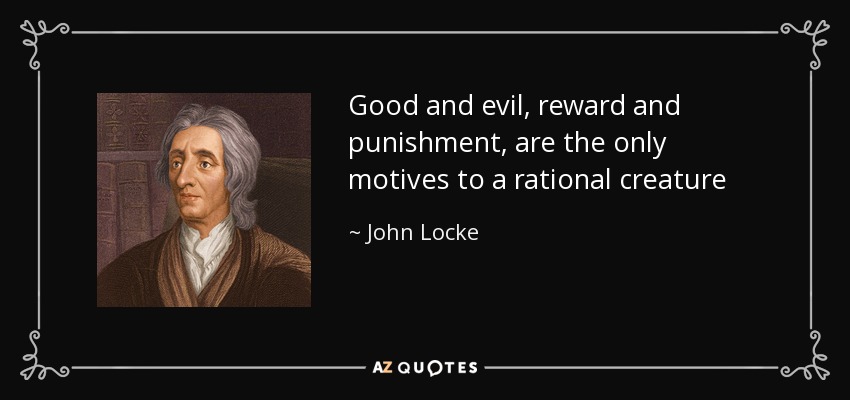 Good and evil, reward and
punishment, are the only
motives to a rational creature
~ John Locke
AZ QUOTES